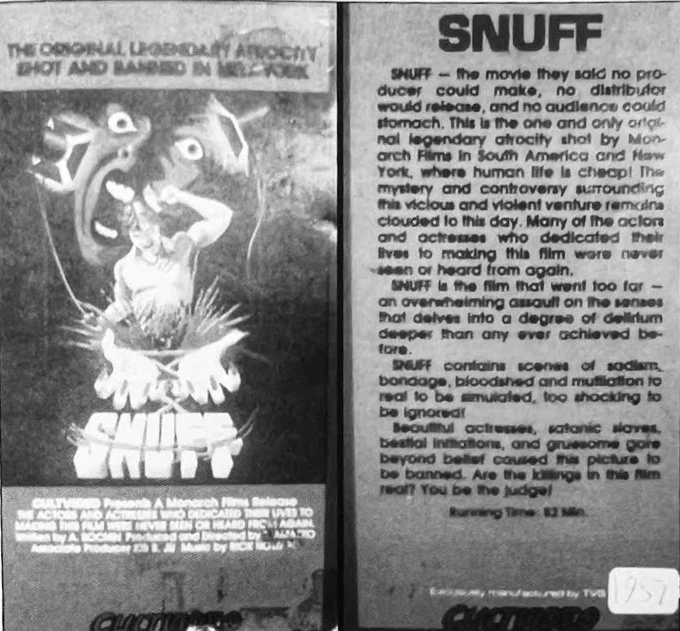 THE ORIGINAL LEGENDARY ATROCITY
SHOT AND BANNED IN NEW YORK
SNUFF
CULTVIDEO Presents A Monarch Films Release
THE ACTORS AND ACTRESSES WHO DEDICATED THEIR LIVES TO
MAKING THIS FILM WERE NEVER SEEN OR HEARD FROM AGAIN.
Written by A. Produced and Directed by
Associate Producer Music by RICK
SNUFF
SNUFF – the movie they said no pro-
ducer could make, no distributor
would release, and no audience could
stomach. This is the one and only origi-
nal legendary atrocity shot by Mon-
arch Films in South America and New
York, where human life is cheap! The
mystery and controversy surrounding
this vicious and violent venture remains
clouded to this day. Many of the actors
and actresses who dedicated their
lives to making this film were never
seen or heard from again.
SNUFF is the film that went too far –
an overwhelming assault on the senses
that delves into a degree of delirium
deeper than any ever achieved be-
fore.
SNUFF contains scenes of sadism,
bondage, bloodshed and mutilation to
real to be simulated, too shocking to
be ignored!
Beautiful actresses, satanic slaves,
bestial initiations, and gruesome gore
beyond belief caused this picture to
be banned. Are the killings in this film
real? You be the judge!
Running Time: 82 Min.
Exclusively manufactured by TVS
1957